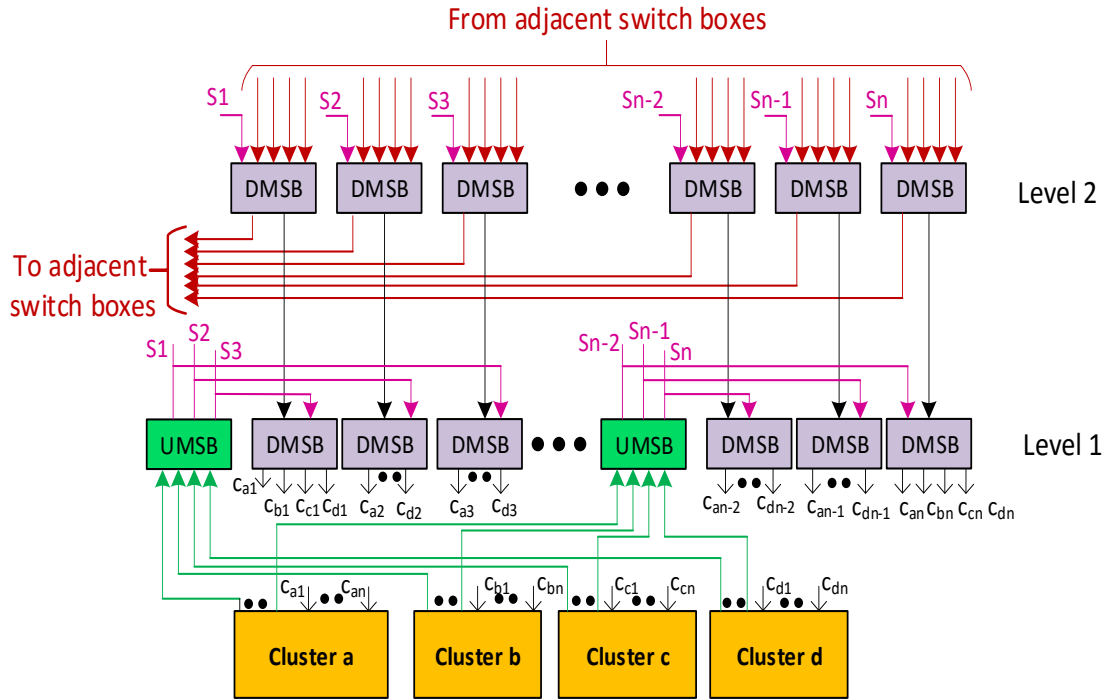 From adjacent switch boxes
S1
S2
S3
Sn-2
Sn-1
Sn
DMSB
DMSB
DMSB
DMSB
DMSB
DMSB
Level 2
To adjacent
switch boxes
S1
S2
S3
Sn-2
Sn-1
Sn
UMSB
DMSB
DMSB
DMSB
UMSB
DMSB
DMSB
DMSB
Level 1
Ca1
Cb1
Cc1
Cd1
Ca2
Cd2
Ca3
Cd3
Can-2
Cdn-2
Can-1
Cdn-1
Can
Cbn
Ccn
Cdn
Ca1
Can
Cb1
Cbn
Cc1
Ccn
Cd1
Cdn
Cluster a
Cluster b
Cluster c
Cluster d